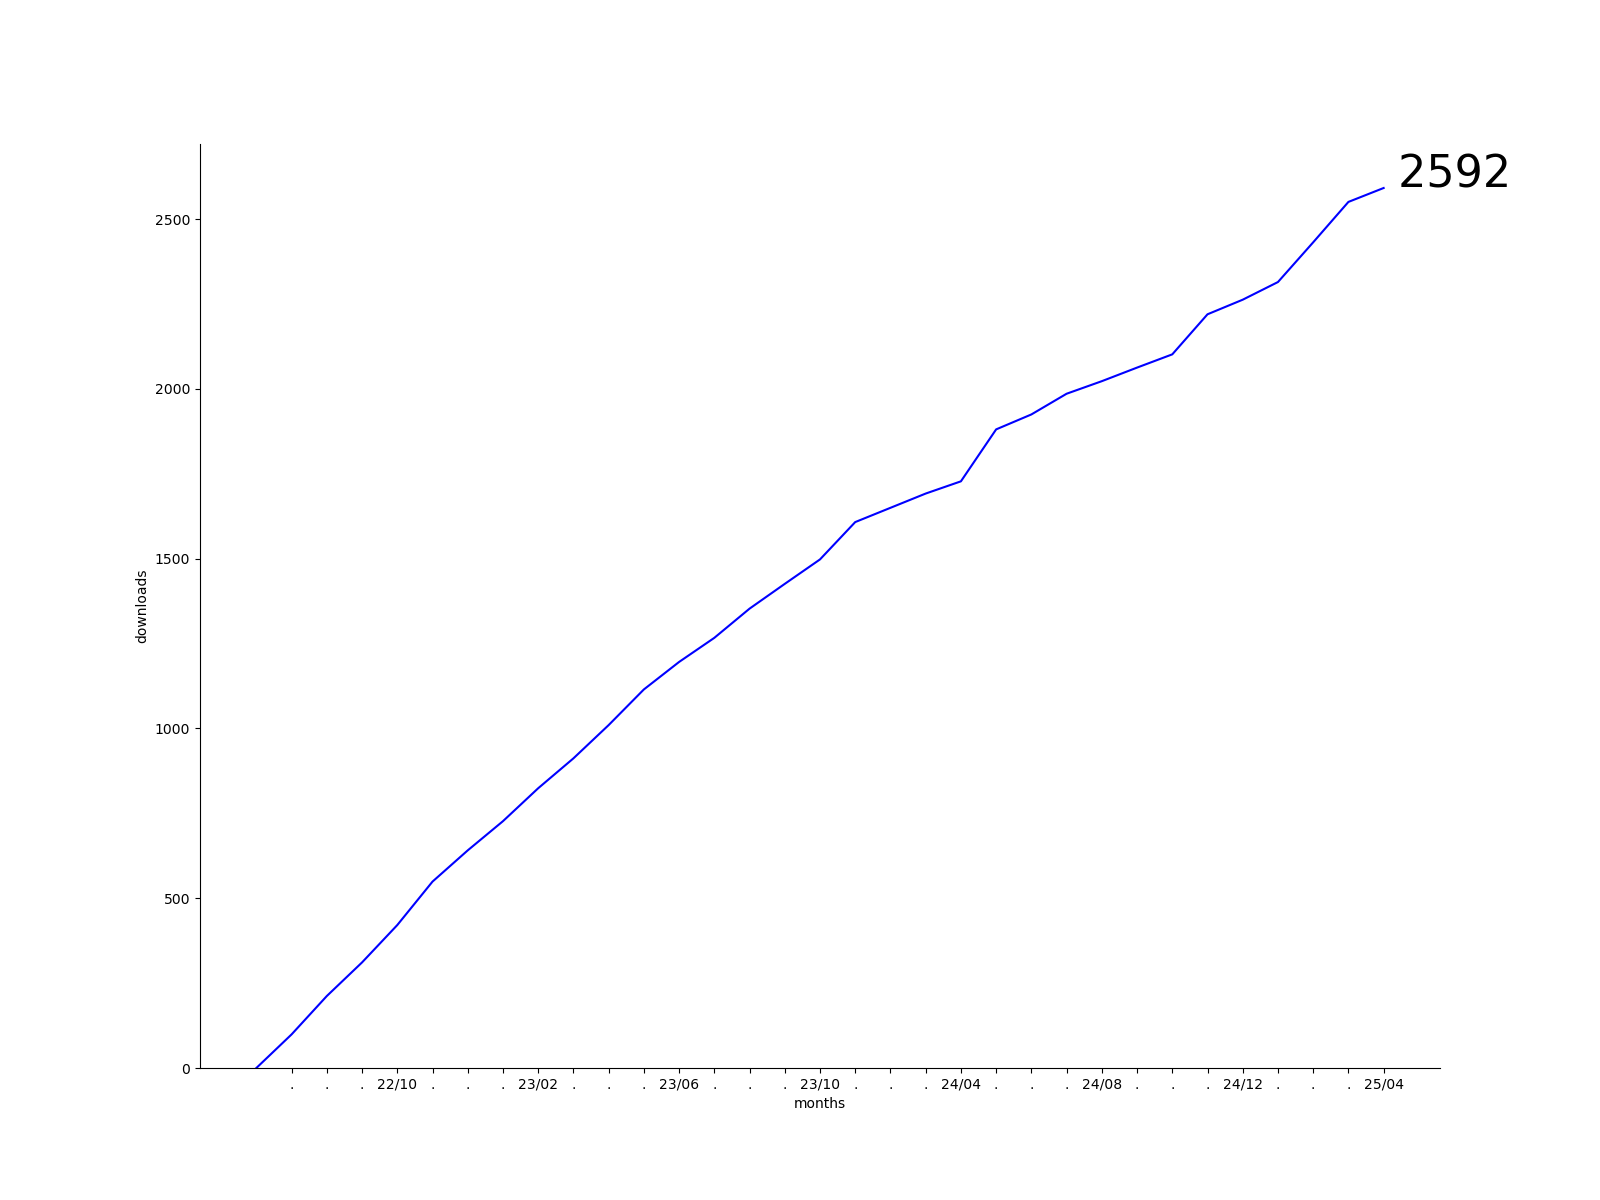 2592
2500
2000
1500
1000
500
0
downloads
. . . 22/10 . . . 23/02 . . . 23/06 . . . 23/10 . . . 24/04 . . . 24/08 . . . 24/12 . . . 25/04
months